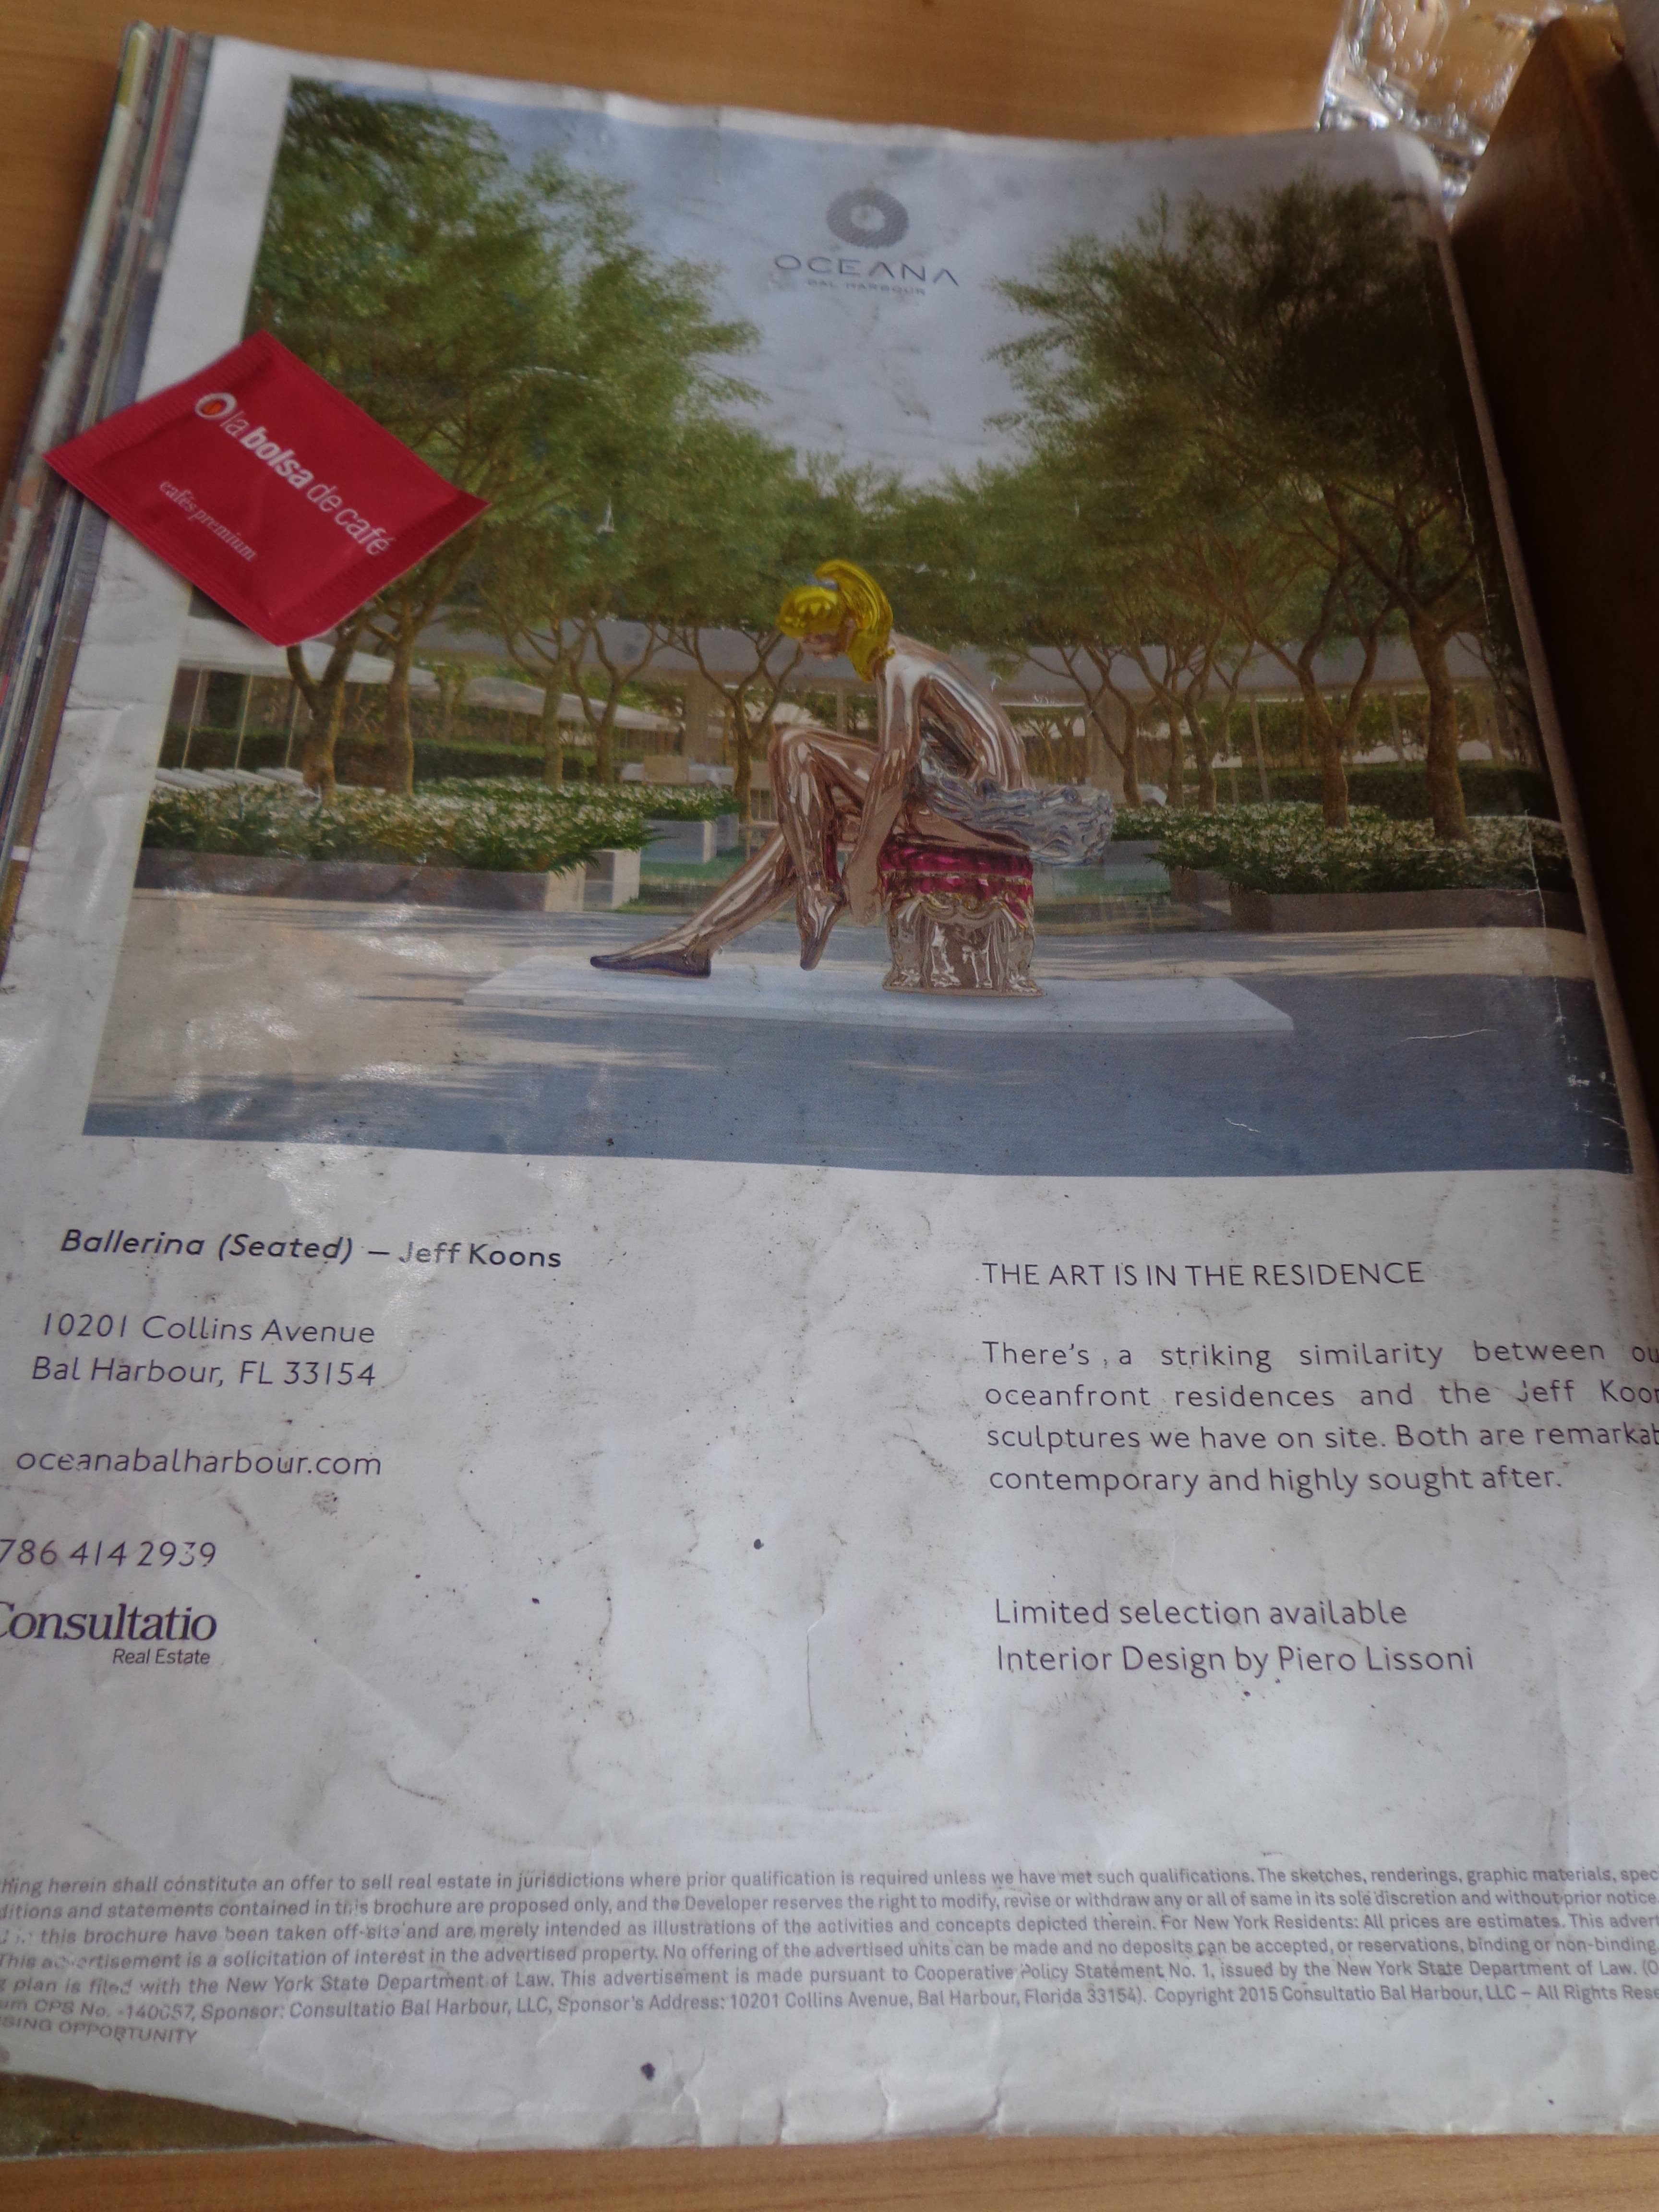 OCEANA
BAL HARBOUR
la bolsa de café
cafés premium
Ballerina (Seated) – Jeff Koons
10201 Collins Avenue
Bal Harbour, FL 33154
oceanabalharbour.com
786 414 2939
Consultatio
Real Estate
THE ART IS IN THE RESIDENCE
There's a striking similarity between
oceanfront residences and the Jeff
sculptures we have on site. Both are
contemporary and highly sought after.
Limited selection available
Interior Design by Piero Lissoni
herein shall constitute an offer to sell real estate in jurisdictions where prior qualification is required unless we have met such qualifications. The sketches, renderings, graphic materials,
and statements contained in this brochure are proposed only, and the Developer reserves the right to modify, revise or withdraw any or all of same in its sole discretion and without prior notice.
this brochure have been taken off-site and are merely intended as illustrations of the activities and concepts depicted therein. For New York Residents: All prices are estimates. This
This advertisement is a solicitation of interest in the advertised property. No offering of the advertised units can be made and no deposits can be accepted, or reservations, binding or non-binding,
plan is filed with the New York State Department of Law. This advertisement is made pursuant to Cooperative Policy Statement No. 1, issued by the New York State Department of Law.
CPS No. -140057, Sponsor: Consultatio Bal Harbour, LLC, Sponsor's Address: 10201 Collins Avenue, Bal Harbour, Florida 33154). Copyright 2015 Consultatio Bal Harbour, LLC – All Rights
OPPORTUNITY